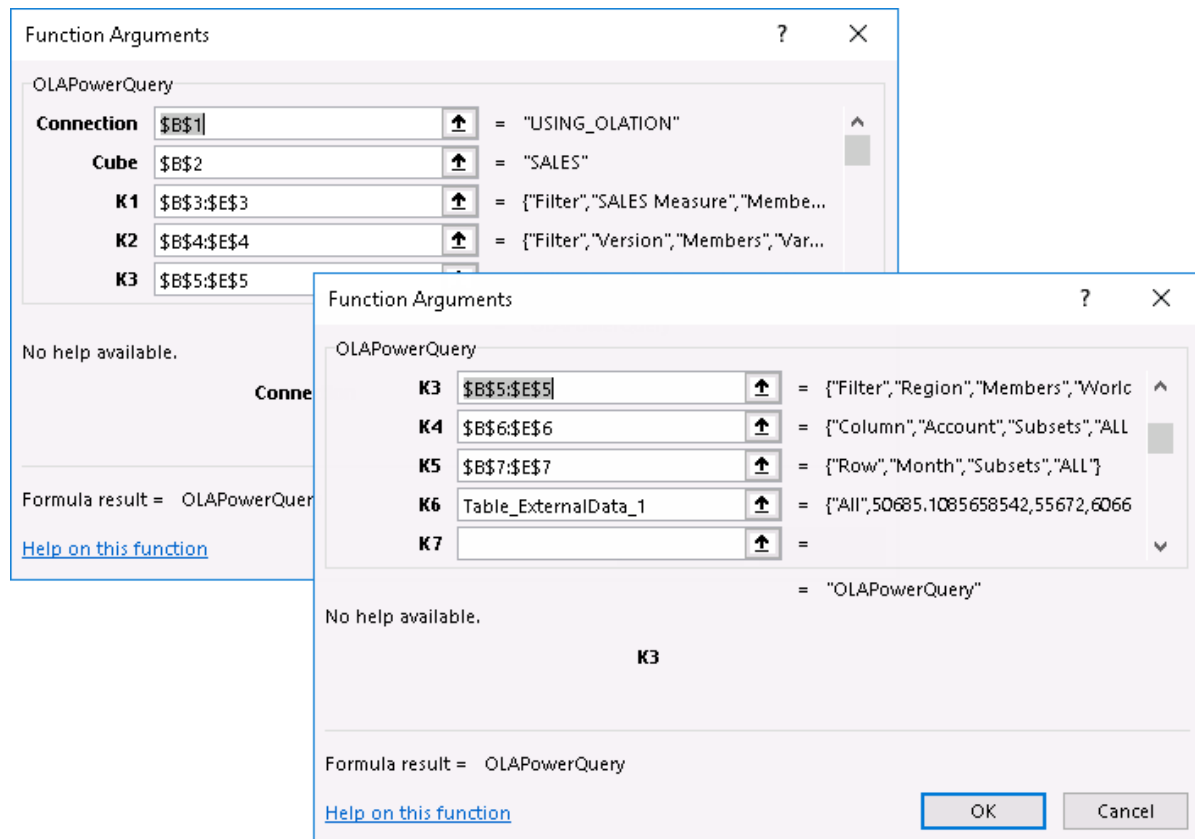 Function Arguments ?
OLAPowerQuery
Connection $B$1 = "USING_OLATION"
Cube $B$2 = "SALES"
K1 $B$3:$E$3 = {"Filter","SALES Measure","Membe...
K2 $B$4:$E$4 = {"Filter","Version","Members","Var...
K3 $B$5:$E$5
No help available.
Conne
Formula result = OLAPowerQuer
Help on this function
Function Arguments ?
OLAPowerQuery
K3 $B$5:$E$5 = {"Filter","Region","Members","Worlc
K4 $B$6:$E$6 = {"Column","Account","Subsets","ALL
K5 $B$7:$E$7 = {"Row","Month","Subsets","ALL"}
K6 Table_ExternalData_1 = {"All",50685.1085658542,55672,6066
K7 =
= "OLAPowerQuery"
No help available.
K3
Formula result = OLAPowerQuery
Help on this function
OK Cancel